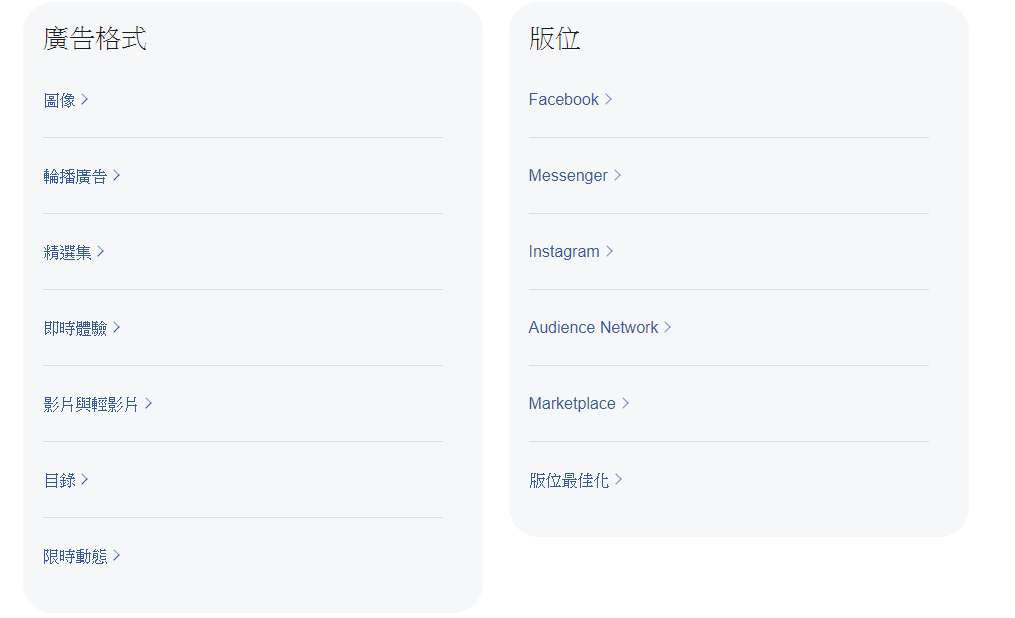 廣告格式
圖像
輪播廣告
精選集
即時體驗
影片與輕影片
目錄
限時動態
版位
Facebook
Messenger
Instagram
Audience Network
Marketplace
版位最佳化